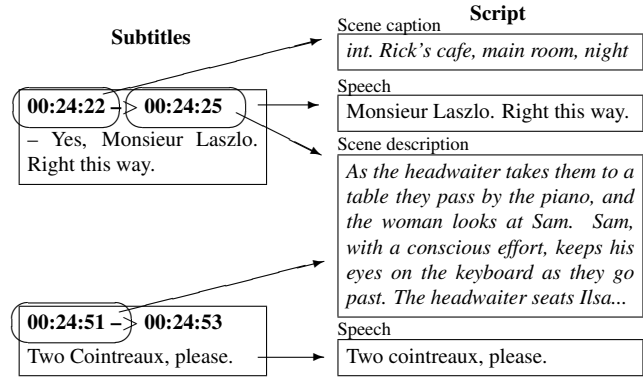 Subtitles
00:24:22 –> 00:24:25
– Yes, Monsieur Laszlo.
Right this way.
00:24:51 –> 00:24:53
Two Cointreaux, please.
Script
Scene caption
int. Rick's cafe, main room, night
Speech
Monsieur Laszlo. Right this way.
Scene description
As the headwaiter takes them to a
table they pass by the piano, and
the woman looks at Sam. Sam,
with a conscious effort, keeps his
eyes on the keyboard as they go
past. The headwaiter seats Ilsa...
Speech
Two cointreaux, please.